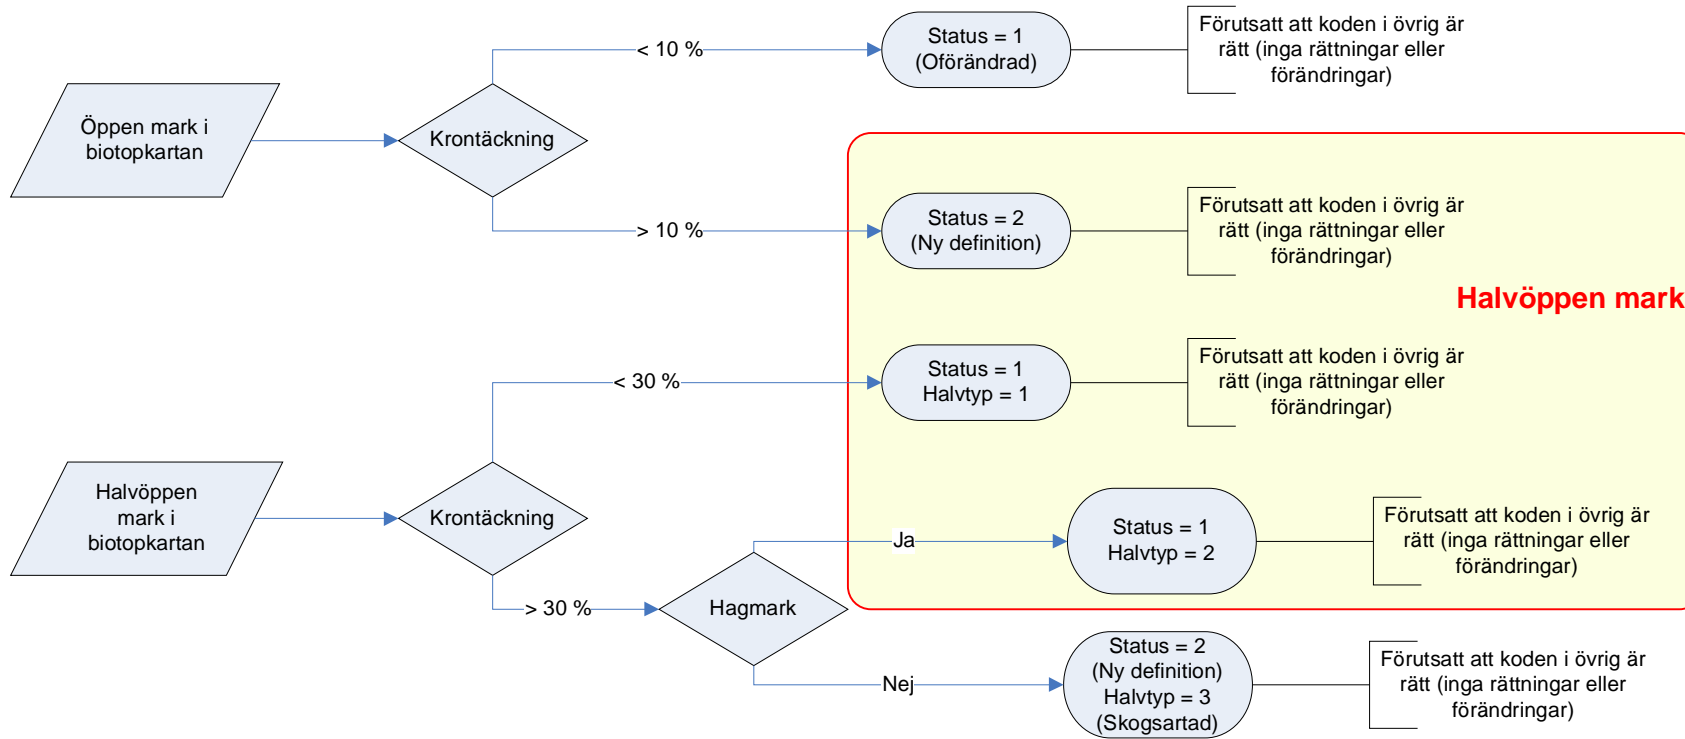 < 10 %
Status = 1
(Oförändrad)
Förutsatt att koden i övrig är
rätt (inga rättningar eller
förändringar)
Öppen mark i
biotopkartan
Krontäckning
> 10 %
Status = 2
(Ny definition)
Förutsatt att koden i övrig är
rätt (inga rättningar eller
förändringar)
Halvöppen mark
< 30 %
Status = 1
Halvtyp = 1
Förutsatt att koden i övrig är
rätt (inga rättningar eller
förändringar)
Halvöppen
mark i
biotopkartan
Krontäckning
Ja
Status = 1
Halvtyp = 2
Förutsatt att koden i övrig är
rätt (inga rättningar eller
förändringar)
> 30 %
Hagmark
Nej
Status = 2
(Ny definition)
Halvtyp = 3
(Skogsartad)
Förutsatt att koden i övrig är
rätt (inga rättningar eller
förändringar)